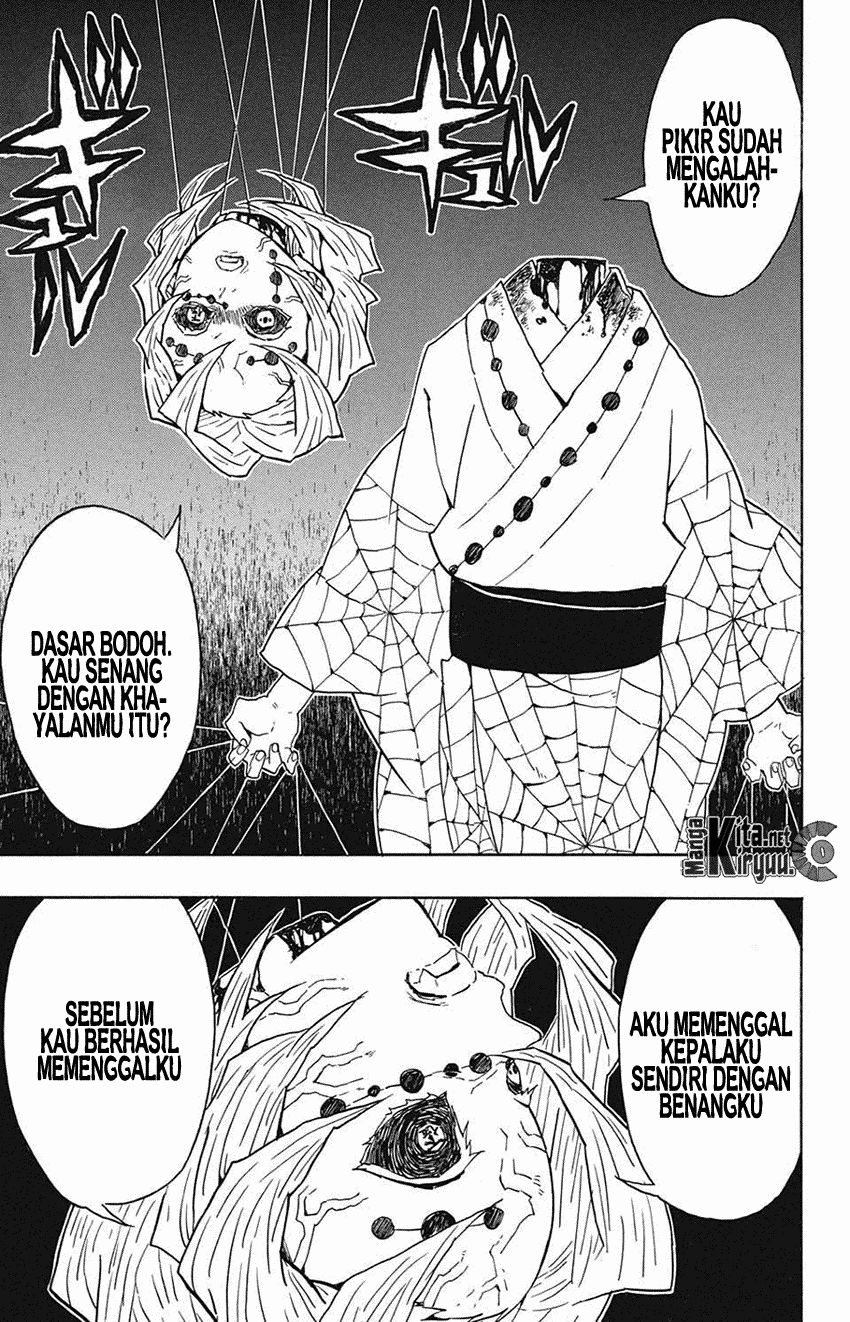 KAU
PIKIR SUDAH
MENGALAH-
KANKU?
DASAR BODOH.
KAU SENANG
DENGAN KHA-
YALANMU ITU?
Manga
Kita.net
Kiryuu.CO
AKU MEMENGGAL
KEPALAKU
SENDIRI DENGAN
BENANGKU
SEBELUM
KAU BERHASIL
MEMENGGALKU